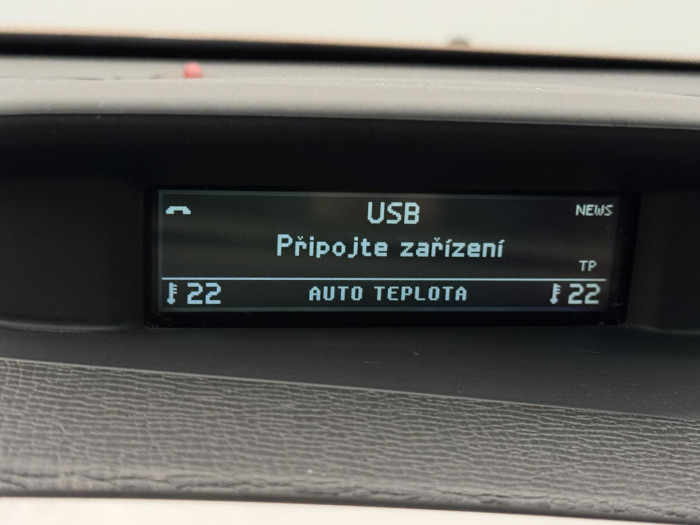 USB NEWS
Připojte zařízení
TP
22 AUTO TEPLOTA 22